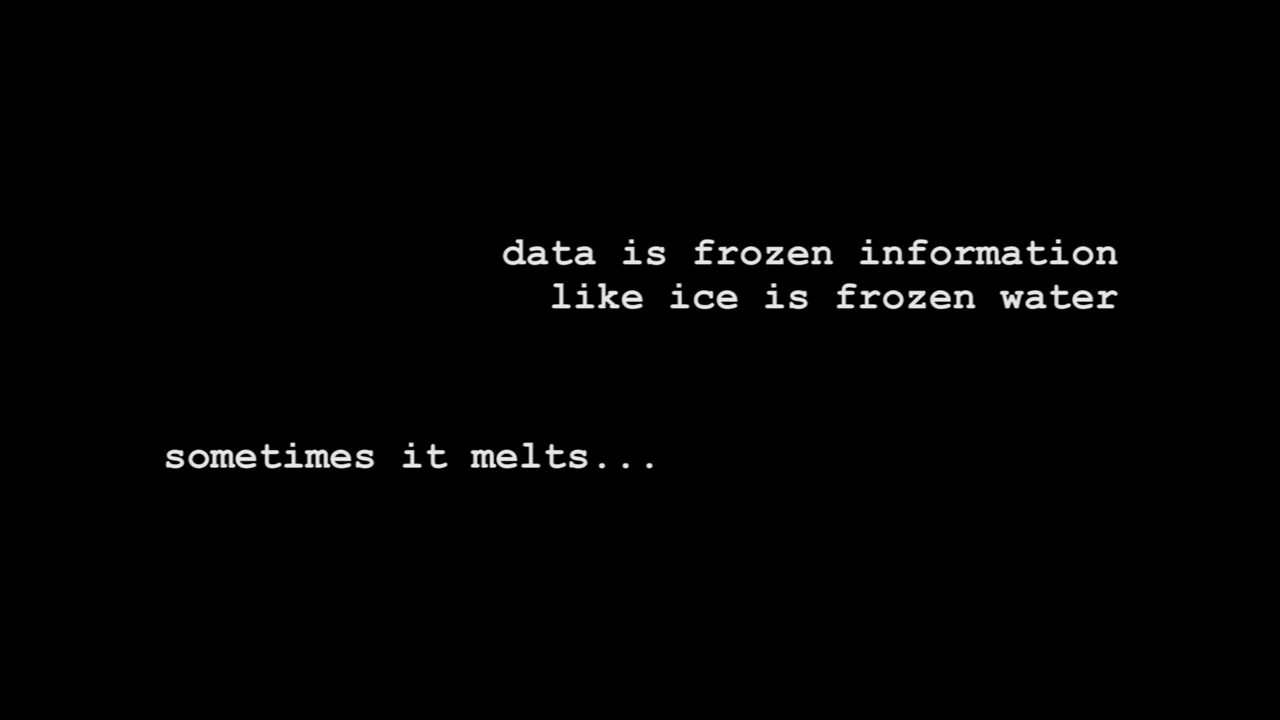 data is frozen information
like ice is frozen water
sometimes it melts...